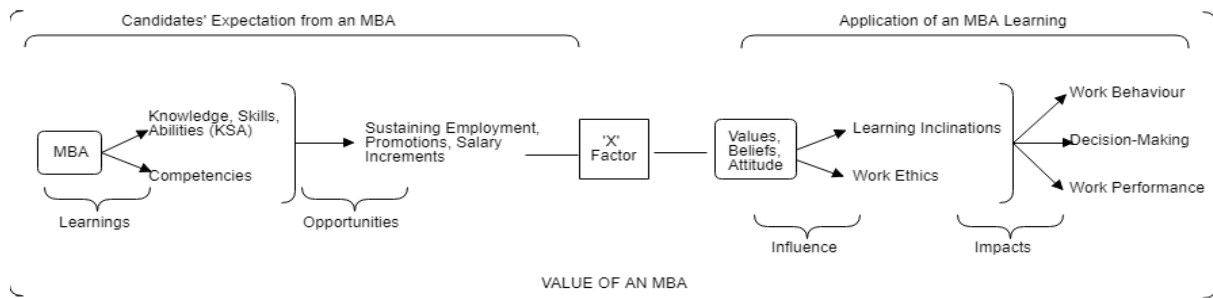 Candidates' Expectation from an MBA
Application of an MBA Learning
MBA
Knowledge, Skills,
Abilities (KSA)
Competencies
Learnings
Sustaining Employment,
Promotions, Salary
Increments
Opportunities
'X'
Factor
Values,
Beliefs,
Attitude
Learning Inclinations
Work Ethics
Influence
Work Behaviour
Decision-Making
Work Performance
Impacts
VALUE OF AN MBA